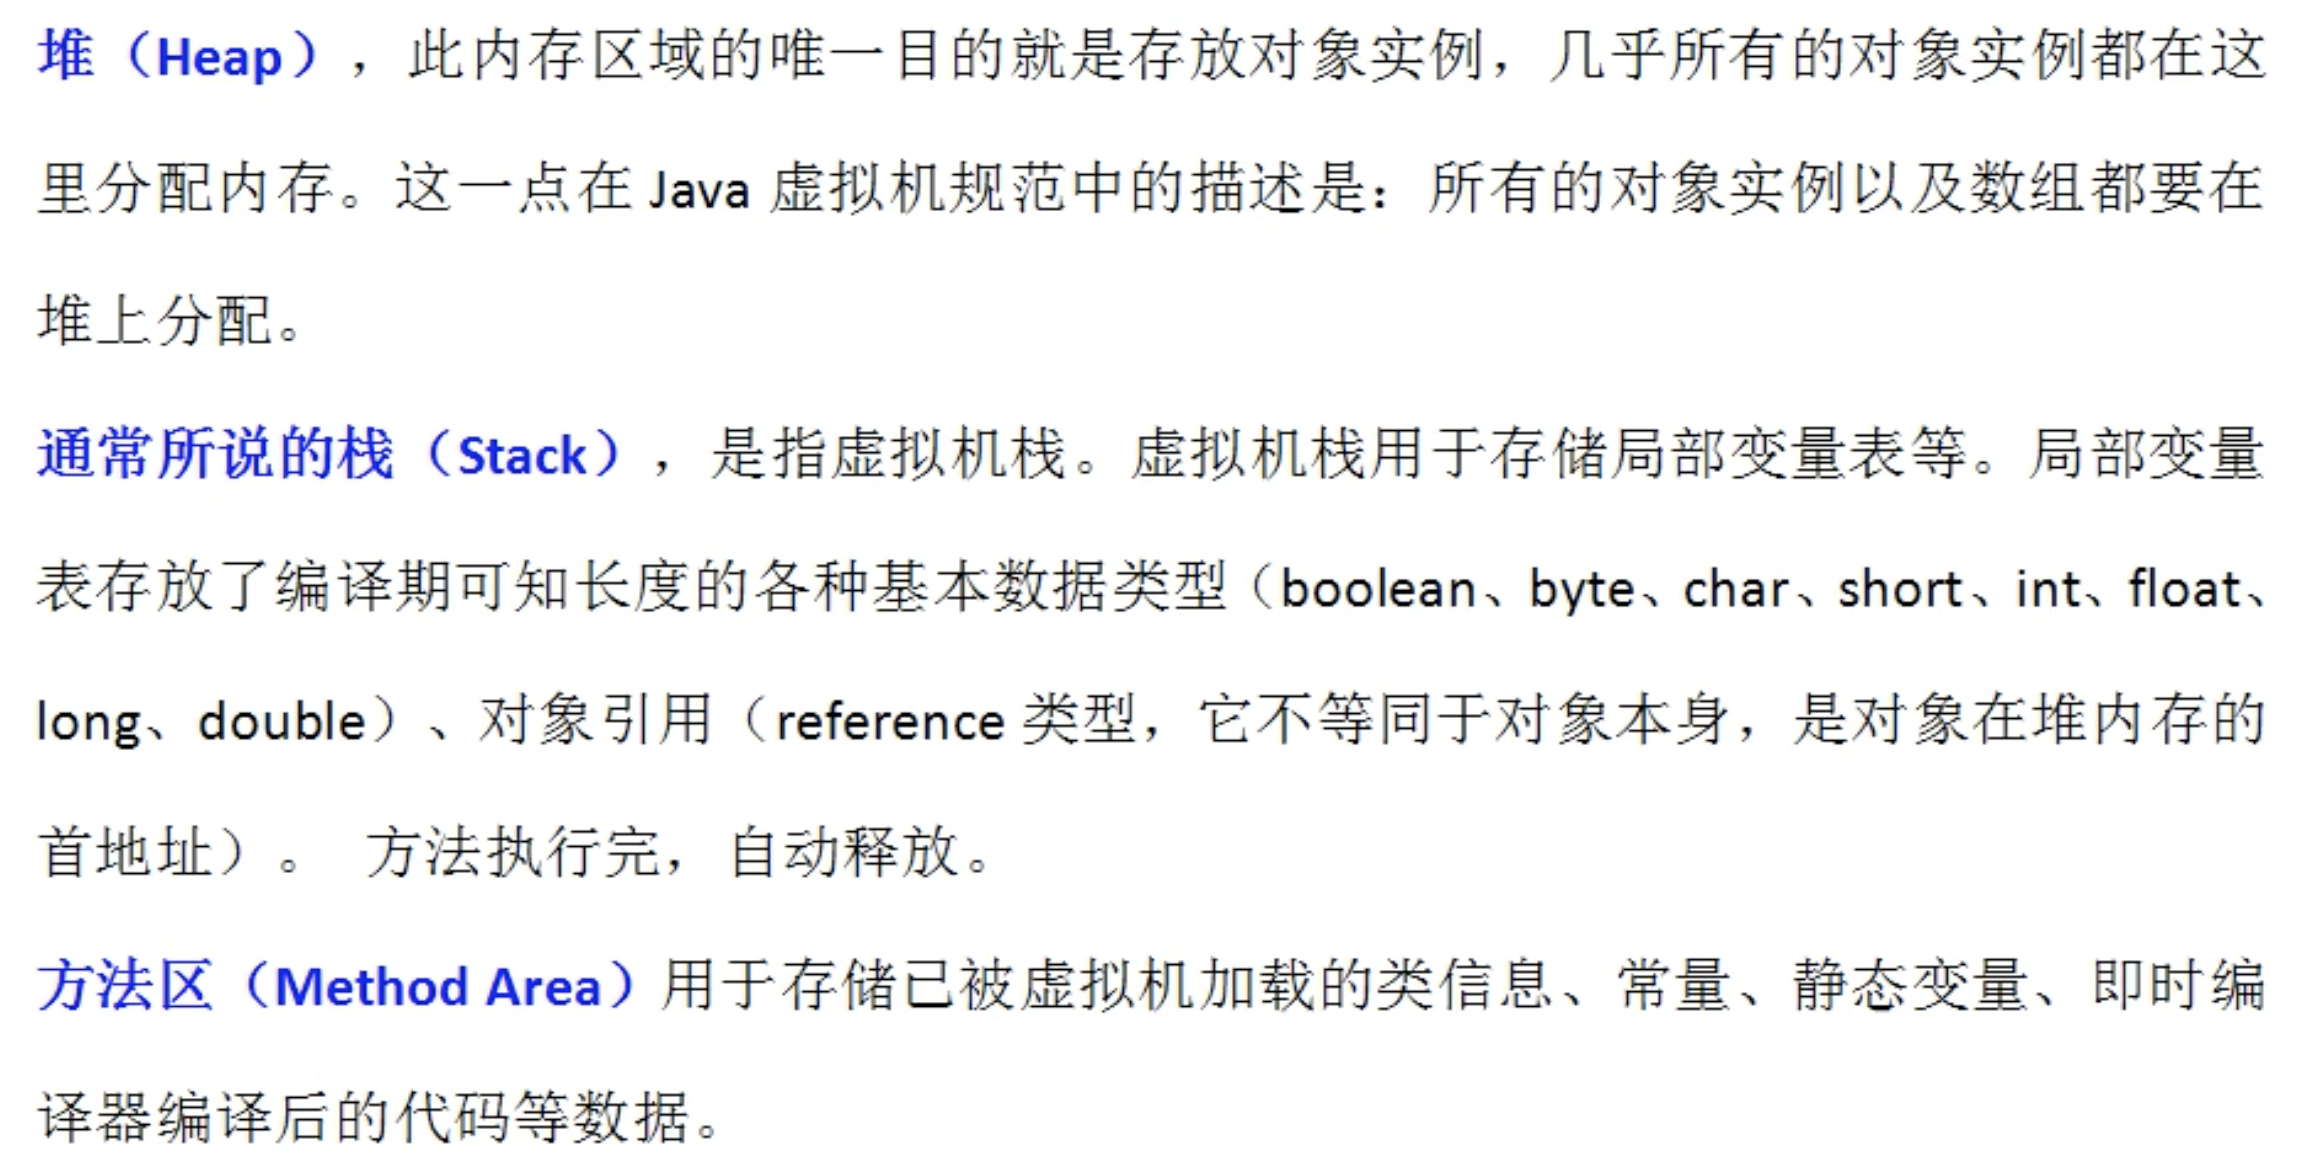 堆（Heap），此内存区域的唯一目的就是存放对象实例，几乎所有的对象实例都在这
里分配内存。这一点在 Java 虚拟机规范中的描述是：所有的对象实例以及数组都要在
堆上分配。
通常所说的栈（Stack），是指虚拟机栈。虚拟机栈用于存储局部变量表等。局部变量
表存放了编译期可知长度的各种基本数据类型（boolean、byte、char、short、int、float、
long、double）、对象引用（reference 类型，它不等同于对象本身，是对象在堆内存的
首地址）。 方法执行完，自动释放。
方法区（Method Area）用于存储已被虚拟机加载的类信息、常量、静态变量、即时编
译器编译后的代码等数据。